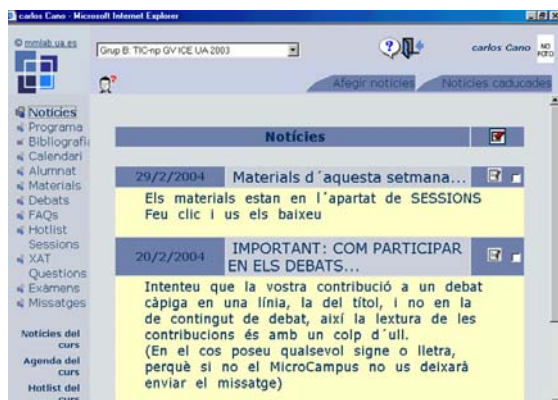 carlos Cano - Microsoft Internet Explorer
© mmlab.ua.es
Grup B: TIC-np GV ICE UA 2003
carlos Cano
NO FOTO
Afegir notícies
Notícies caducades
Notícies
Programa
Bibliografi
Calendari
Alumnat
Materials
Debats
FAQs
Hotlist
Sessions
XAT
Questions
Exàmens
Missatges
Notícies del
curs
Agenda del
curs
Hotlist del
curs
Notícies
29/2/2004 Materials d´aquesta setmana...
Els materials estan en l´apartat de SESSIONS
Feu clic i us els baixeu
20/2/2004 IMPORTANT: COM PARTICIPAR
EN ELS DEBATS...
Intenteu que la vostra contribució a un debat
càpiga en una línia, la del títol, i no en la
de contingut de debat, així la lextura de les
contribucions és amb un colp d´ull.
(En el cos poseu qualsevol signe o lletra,
perquè si no el MicroCampus no us deixarà
enviar el missatge)